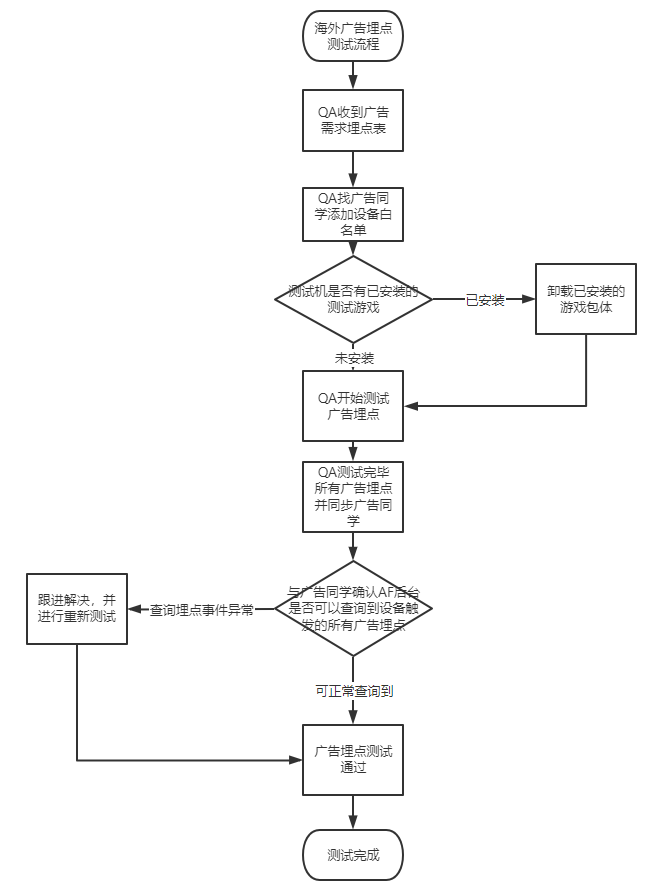 海外广告埋点
测试流程
QA收到广告
需求埋点表
QA找广告同
学添加设备白
名单
测试机是否有已安装的
测试游戏
已安装
卸载已安装的
游戏包体
未安装
QA开始测试
广告埋点
QA测试完毕
所有广告埋点
并同步广告同
学
与广告同学确认AF后台
是否可以查询到设备触
发的所有广告埋点
查询埋点事件异常
跟进解决，并
进行重新测试
可正常查询到
广告埋点测试
通过
测试完成